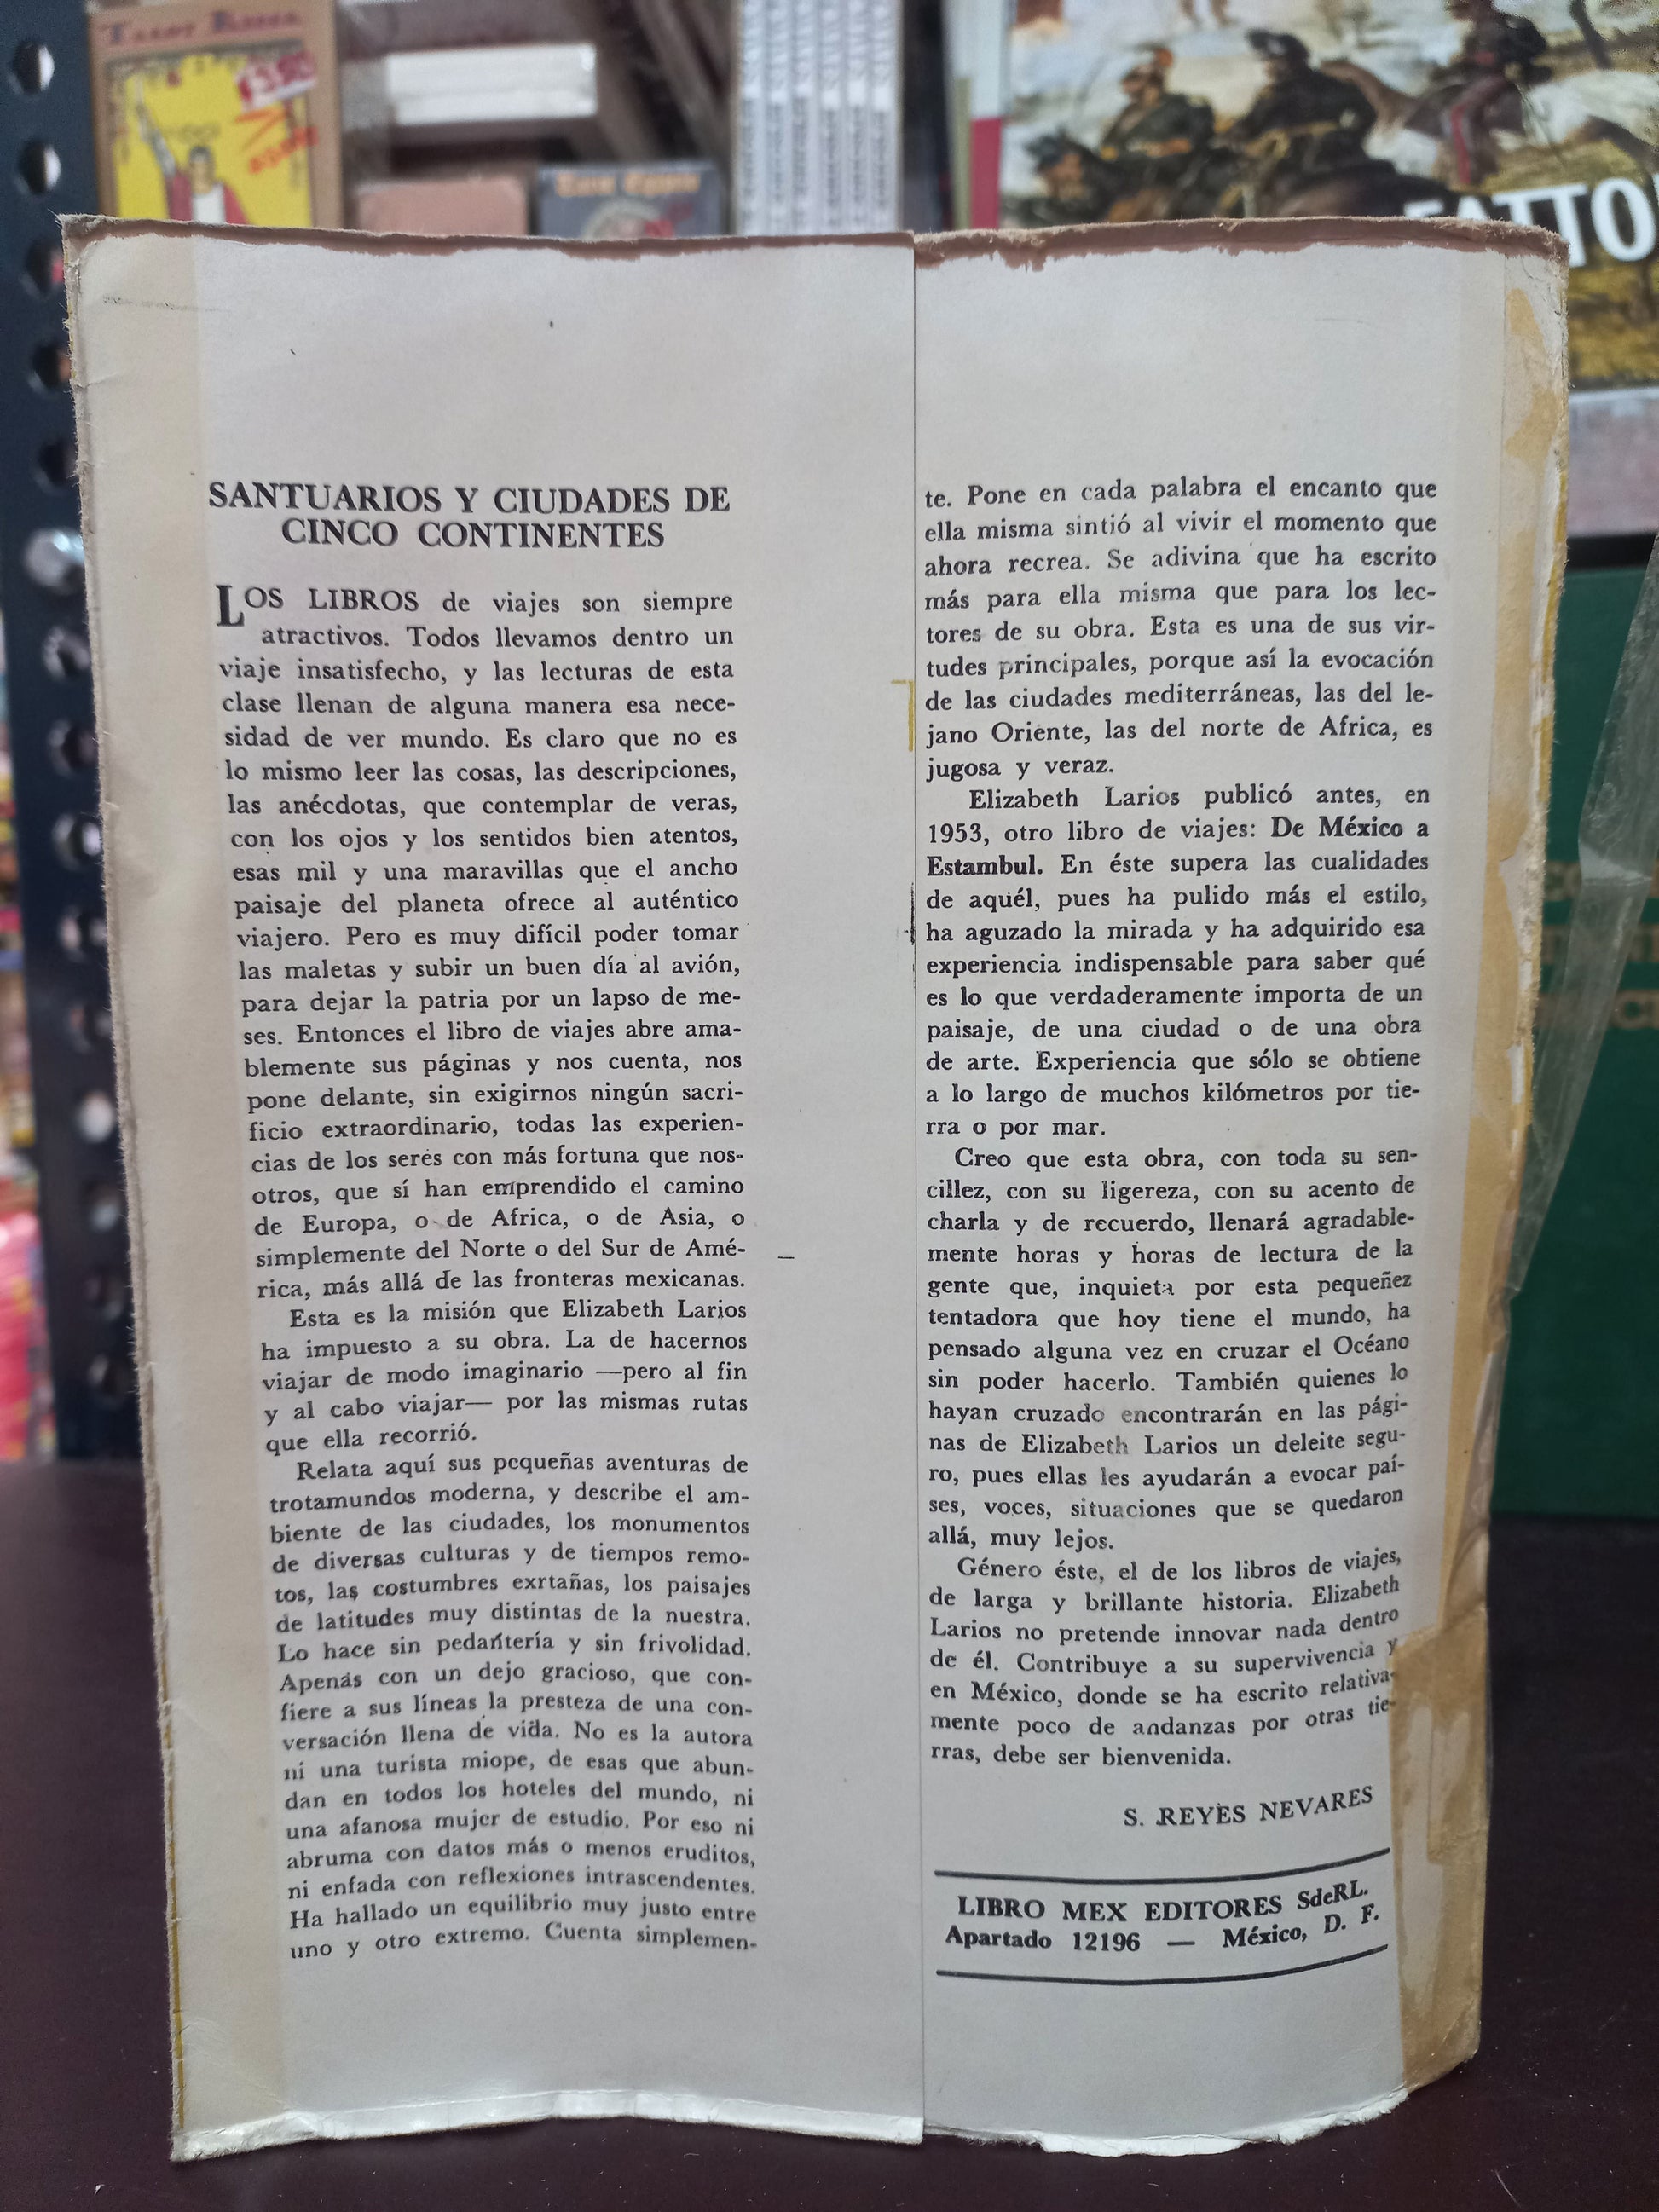 TAROT RIDER
FATTO
SANTUARIOS Y CIUDADES DE
CINCO CONTINENTES
LOS LIBROS de viajes son siempre
atractivos. Todos llevamos dentro un
viaje insatisfecho, y las lecturas de esta
clase llenan de alguna manera esa nece-
sidad de ver mundo. Es claro que no es
lo mismo leer las cosas, las descripciones,
las anécdotas, que contemplar de veras,
con los ojos y los sentidos bien atentos,
esas mil y una maravillas que el ancho
paisaje del planeta ofrece al auténtico
viajero. Pero es muy difícil poder tomar
las maletas y subir un buen día al avión,
para dejar la patria por un lapso de me-
ses. Entonces el libro de viajes abre ama-
blemente sus páginas y nos cuenta, nos
pone delante, sin exigirnos ningún sacri-
ficio extraordinario, todas las experien-
cias de los seres con más fortuna que nos-
otros, que sí han emprendido el camino
de Europa, o de Africa, o de Asia, o
simplemente del Norte o del Sur de Amé-
rica, más allá de las fronteras mexicanas.
Esta es la misión que Elizabeth Larios
ha impuesto a su obra. La de hacernos
viajar de modo imaginario —pero al fin
y al cabo viajar— por las mismas rutas
que ella recorrió.
Relata aquí sus pequeñas aventuras de
trotamundos moderna, y describe el am-
biente de las ciudades, los monumentos
de diversas culturas y de tiempos remo-
tos, las costumbres exrtañas, los paisajes
de latitudes muy distintas de la nuestra.
Lo hace sin pedantería y sin frivolidad.
Apenas con un dejo gracioso, que con-
fiere a sus líneas la presteza de una con-
versación llena de vida. No es la autora
ni una turista miope, de esas que abun-
dan en todos los hoteles del mundo, ni
una afanosa mujer de estudio. Por eso ni
abruma con datos más o menos eruditos,
ni enfada con reflexiones intrascendentes.
Ha hallado un equilibrio muy justo entre
uno y otro extremo. Cuenta simplemen-
te. Pone en cada palabra el encanto que
ella misma sintió al vivir el momento que
ahora recrea. Se adivina que ha escrito
más para ella misma que para los lec-
tores de su obra. Esta es una de sus vir-
tudes principales, porque así la evocación
de las ciudades mediterráneas, las del le-
jano Oriente, las del norte de Africa, es
jugosa y veraz.
Elizabeth Larios publicó antes, en
1953, otro libro de viajes: De México a
Estambul. En éste supera las cualidades
de aquél, pues ha pulido más el estilo,
ha aguzado la mirada y ha adquirido esa
experiencia indispensable para saber qué
es lo que verdaderamente importa de un
paisaje, de una ciudad o de una obra
de arte. Experiencia que sólo se obtiene
a lo largo de muchos kilómetros por tie-
rra o por mar.
Creo que esta obra, con toda su sen-
cillez, con su ligereza, con su acento de
charla y de recuerdo, llenará agradable-
mente horas y horas de lectura de la
gente que, inquieta por esta pequeñez
tentadora que hoy tiene el mundo, ha
pensado alguna vez en cruzar el Océano
sin poder hacerlo. También quienes lo
hayan cruzado encontrarán en las pági-
nas de Elizabeth Larios un deleite segu-
ro, pues ellas les ayudarán a evocar paí-
ses, voces, situaciones que se quedaron
allá, muy lejos.
Género éste, el de los libros de viajes,
de larga y brillante historia. Elizabeth
Larios no pretende innovar nada dentro
de él. Contribuye a su supervivencia y
en México, donde se ha escrito relativa-
mente poco de andanzas por otras tie-
rras, debe ser bienvenida.
S. REYES NEVARES
LIBRO MEX EDITORES SdeRL.
Apartado 12196 — México, D. F.